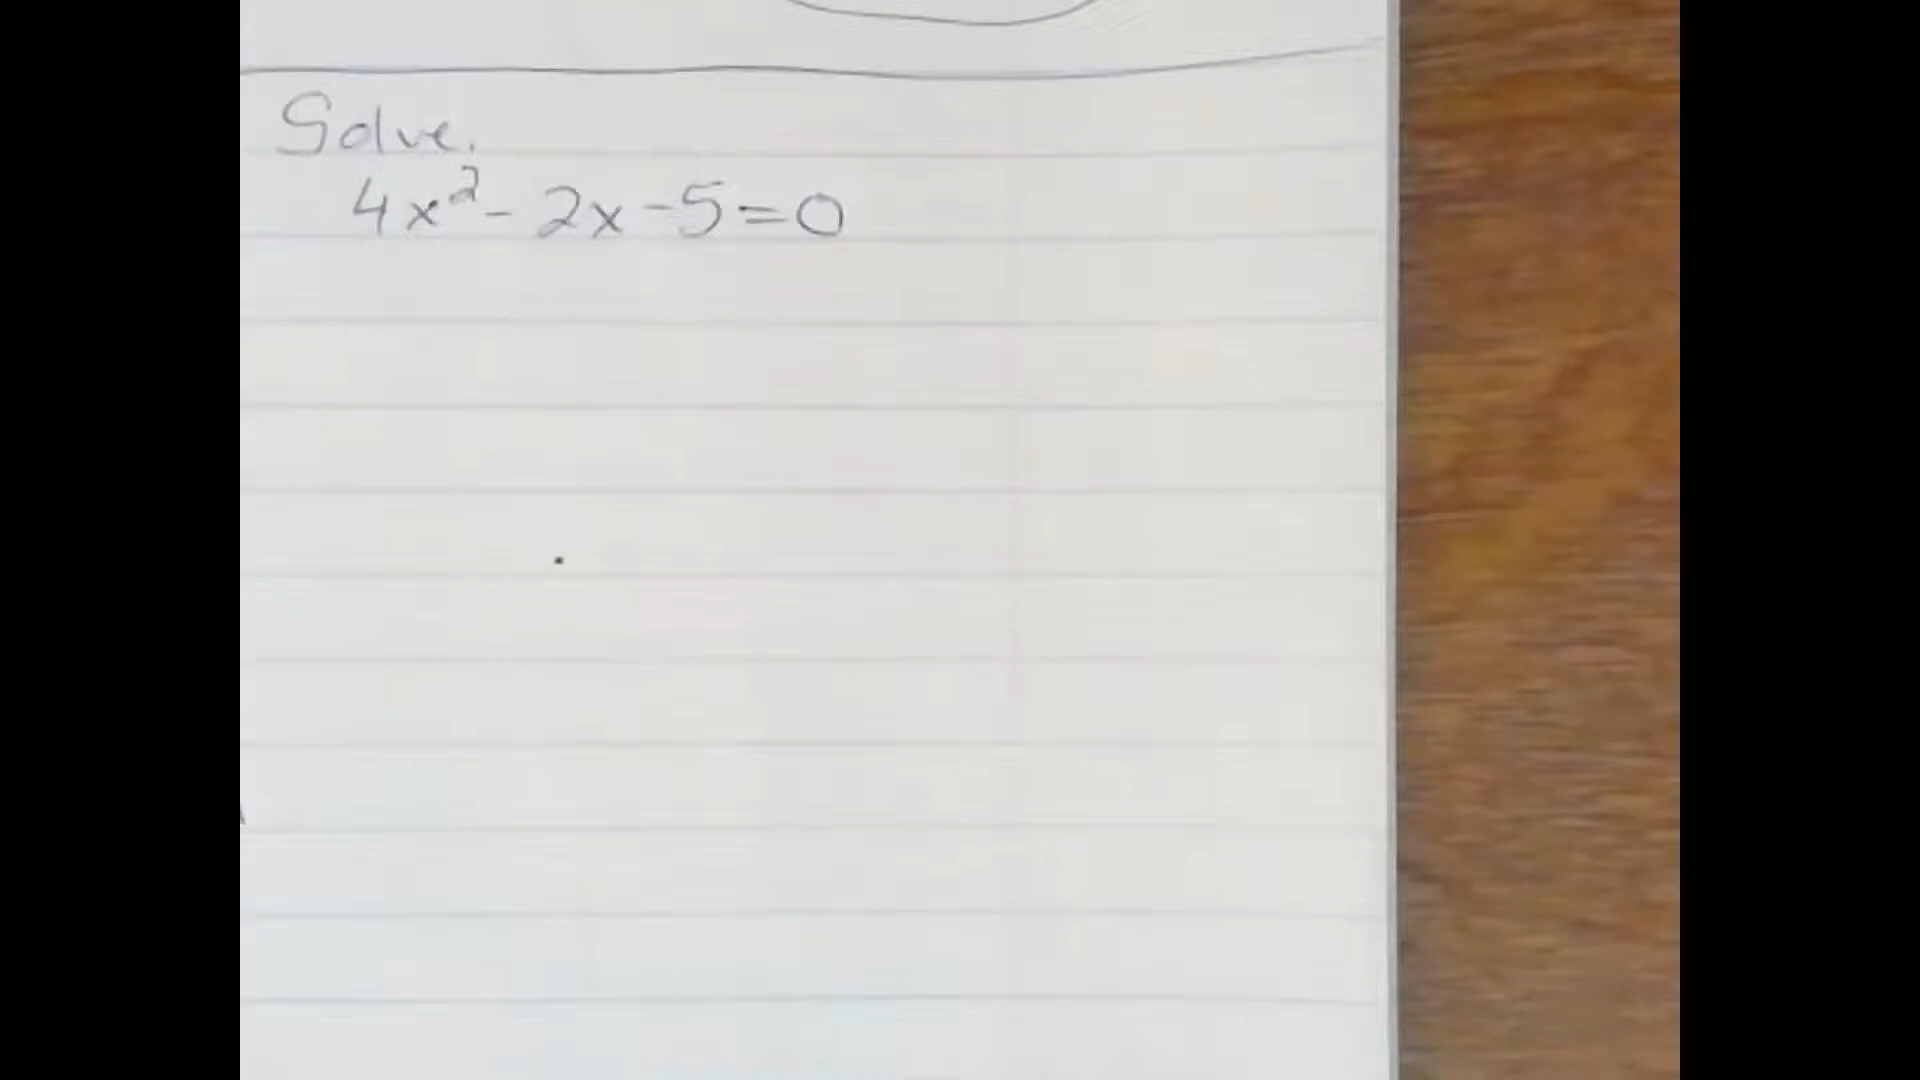 Solve.
4x² - 2x - 5 = 0